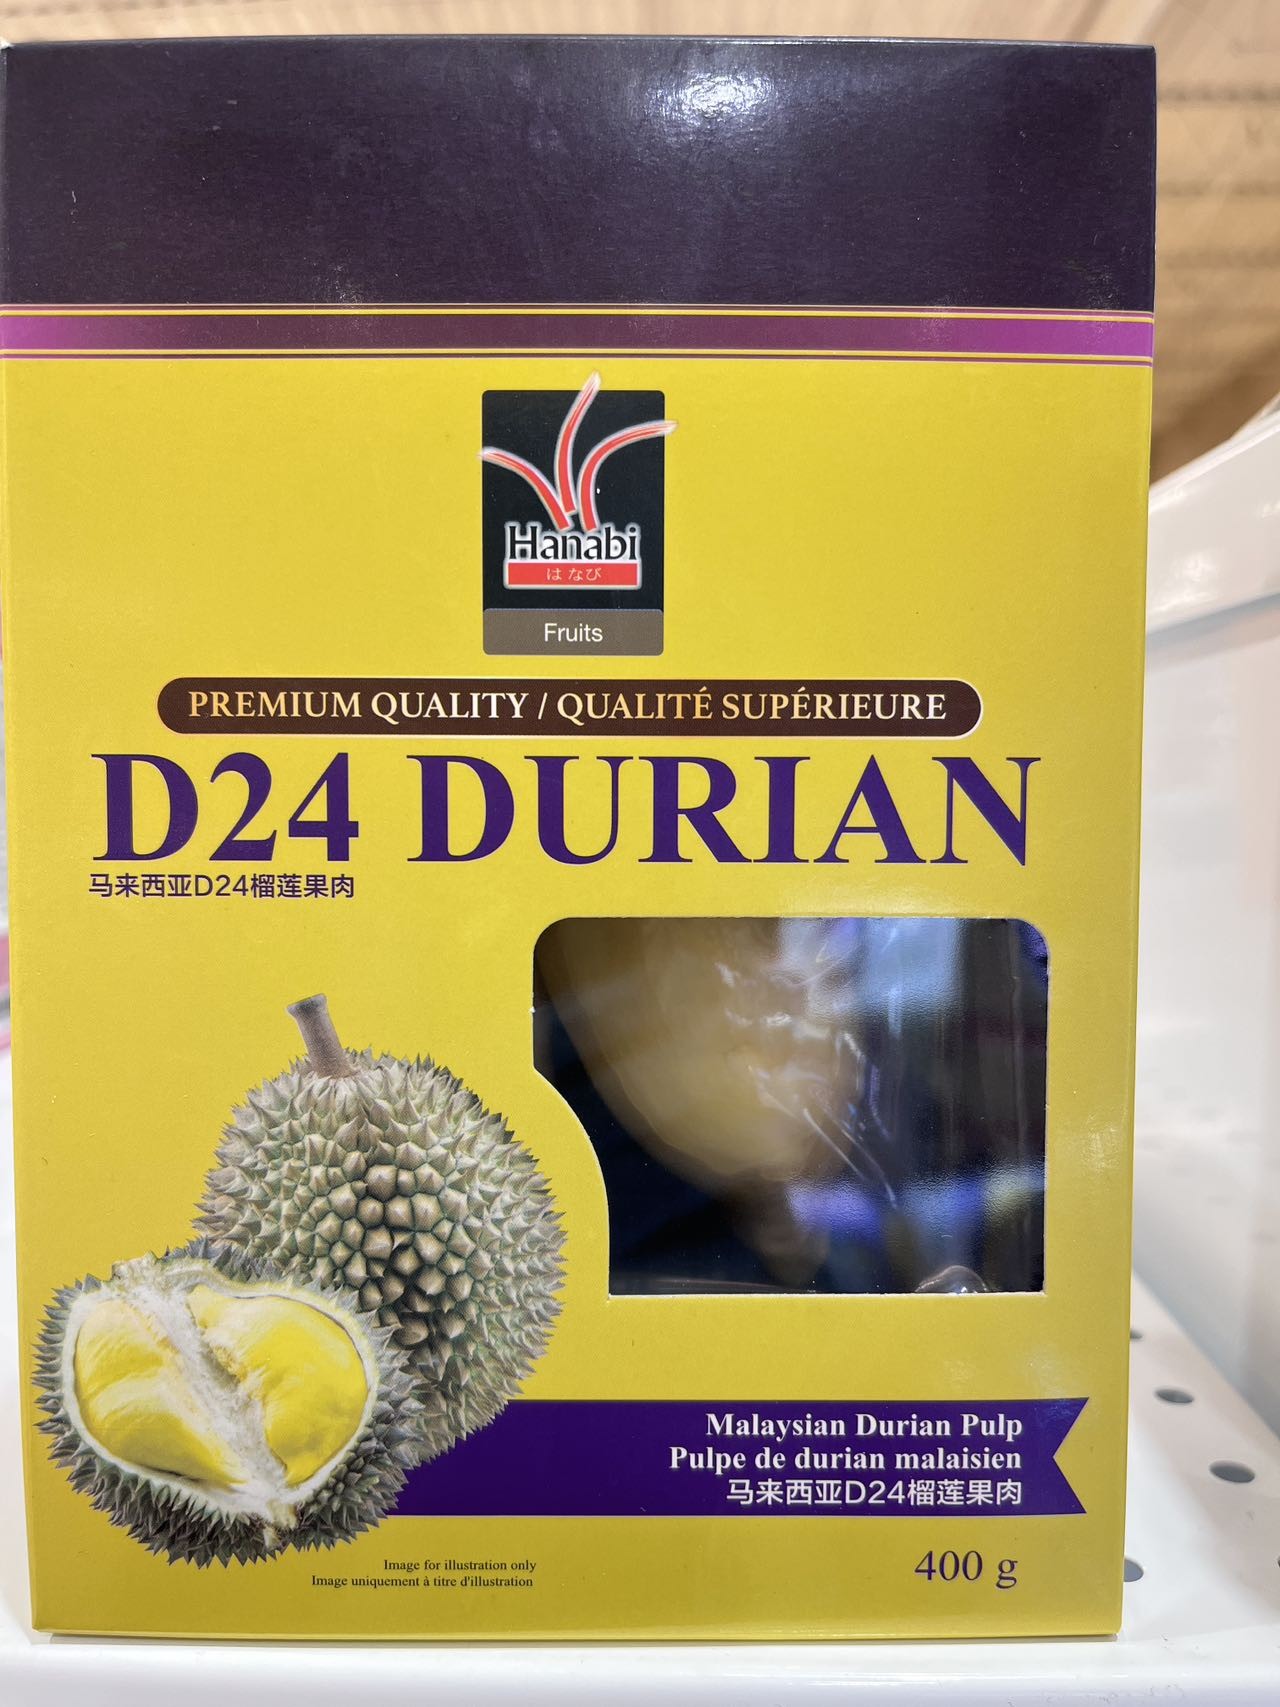 Hanabi
はなび
Fruits
PREMIUM QUALITY / QUALITÉ SUPÉRIEURE
D24 DURIAN
马来西亚D24榴莲果肉
Malaysian Durian Pulp
Pulpe de durian malaisien
马来西亚D24榴莲果肉
Image for illustration only
Image uniquement à titre d'illustration
400 g